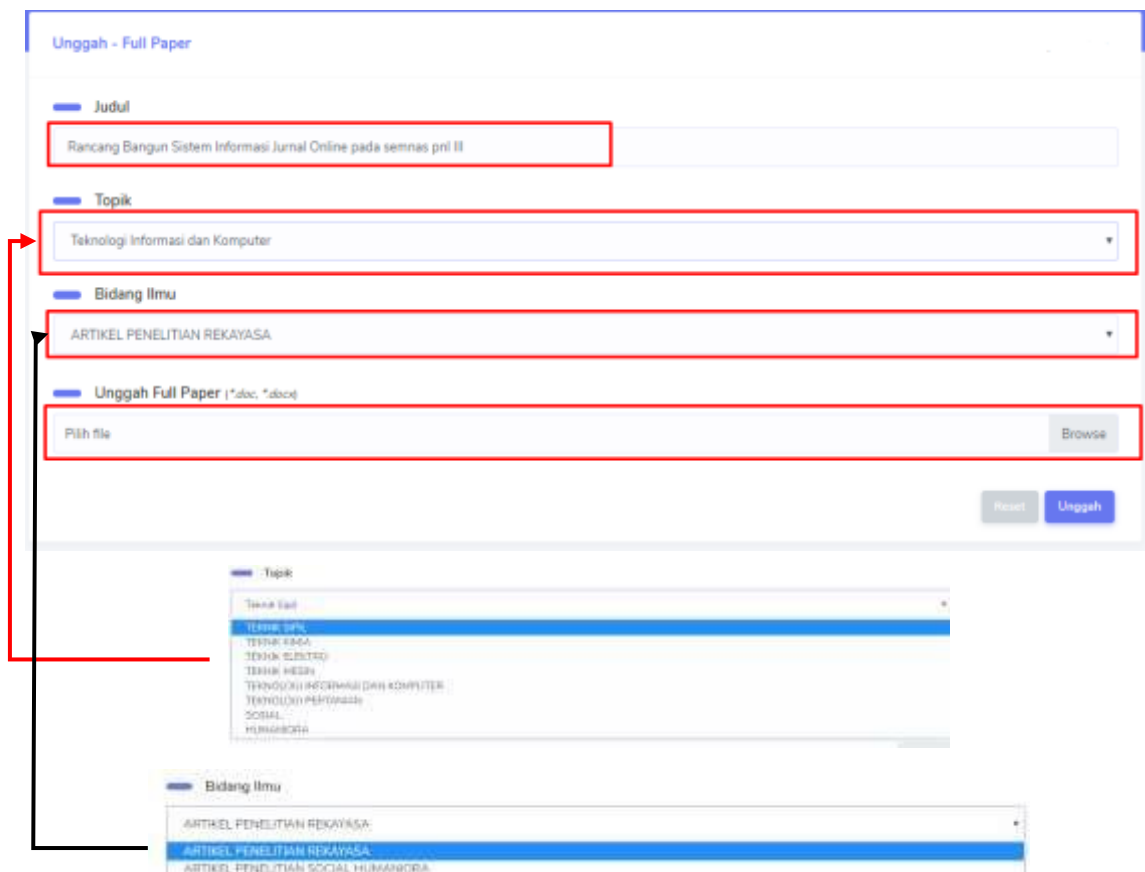 Unggah - Full Paper
Judul
Rancang Bangun Sistem Informasi Jurnal Online pada semnas pnl III
Topik
Teknologi Informasi dan Komputer
Bidang Ilmu
ARTIKEL PENELITIAN REKAYASA
Unggah Full Paper (*.doc, *.docx)
Pilih file
Browse
Reset
Unggah
Topik
Teknik Sipil
TEKNIK SIPIL
TEKNIK KIMIA
TEKNIK ELEKTRO
TEKNIK MESIN
TEKNOLOGI INFORMASI DAN KOMPUTER
TEKNOLOGI PERTANIAN
SOSIAL
HUMANIORA
Bidang Ilmu
ARTIKEL PENELITIAN REKAYASA
ARTIKEL PENELITIAN REKAYASA
ARTIKEL PENELITIAN SOCIAL HUMANIORA